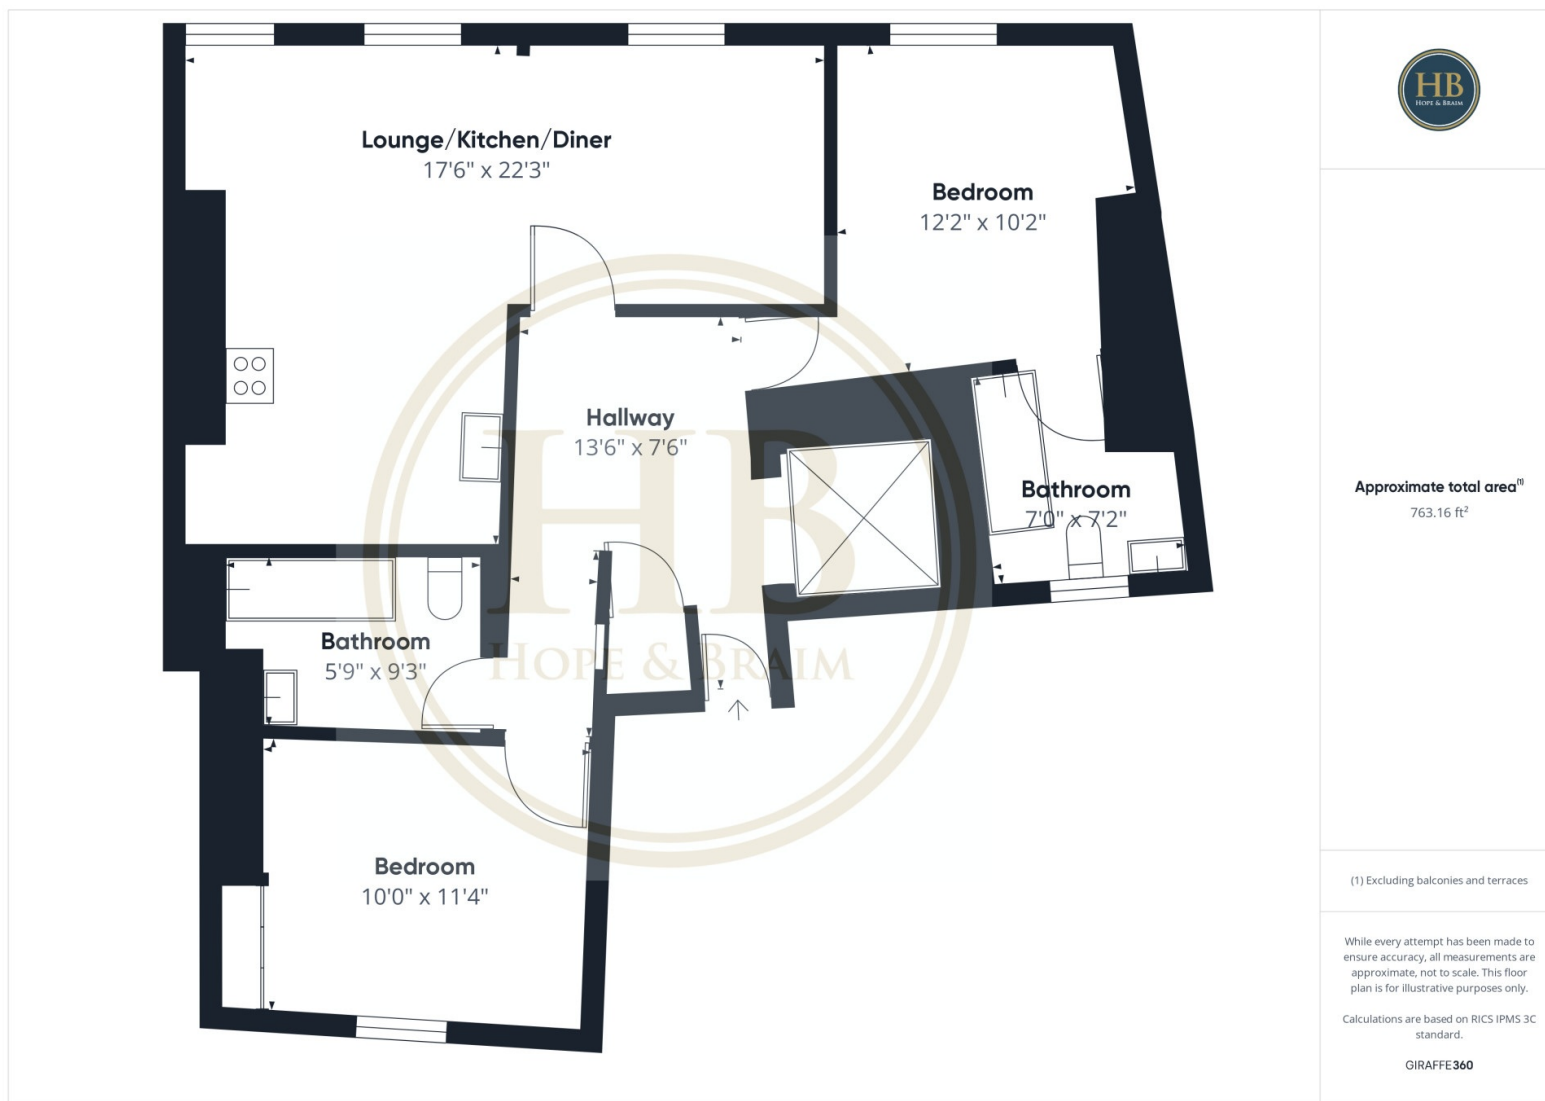 Lounge/Kitchen/Diner
17'6" x 22'3"
Bedroom
12'2" x 10'2"
Hallway
13'6" x 7'6"
Bathroom
7'0" x 7'2"
HB
HOPE & BRAIM
Bathroom
5'9" x 9'3"
Bedroom
10'0" x 11'4"
HB
HOPE & BRAIM
Approximate total area(1)
763.16 ft²
(1) Excluding balconies and terraces
While every attempt has been made to
ensure accuracy, all measurements are
approximate, not to scale. This floor
plan is for illustrative purposes only.
Calculations are based on RICS IPMS 3C
standard.
GIRAFFE360